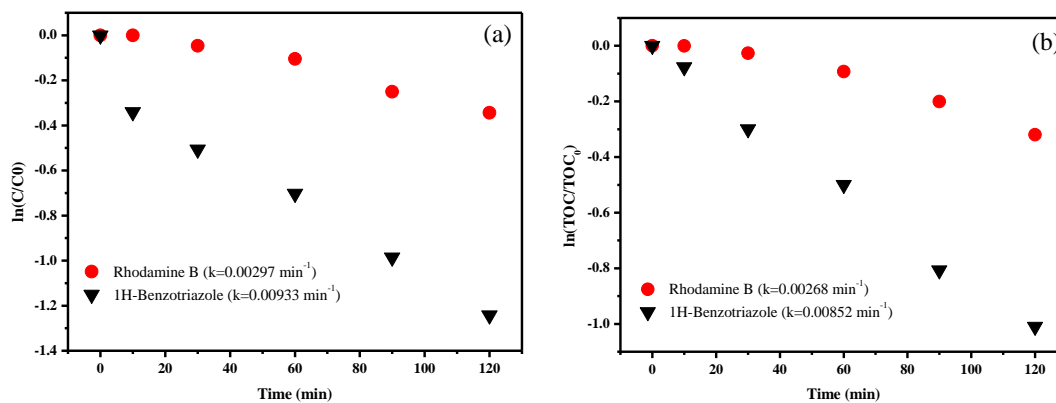 (a)
0.0
-0.2
-0.4
-0.6
-0.8
-1.0
-1.2
-1.4
ln(C/C0)
Rhodamine B (k=0.00297 min⁻¹)
1H-Benzotriazole (k=0.00933 min⁻¹)
0 20 40 60 80 100 120
Time (min)
(b)
0.0
-0.2
-0.4
-0.6
-0.8
-1.0
ln(TOC/TOC₀)
Rhodamine B (k=0.00268 min⁻¹)
1H-Benzotriazole (k=0.00852 min⁻¹)
0 20 40 60 80 100 120
Time (min)